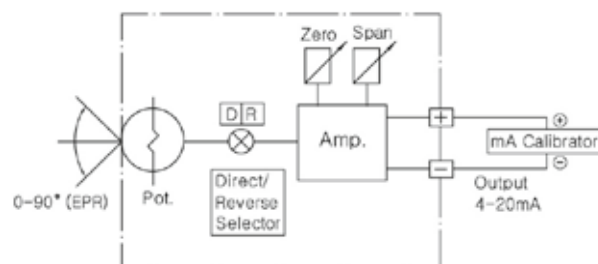 Zero Span
D R
Amp.
+
⊕
mA Calibrator
⊖
−
0-90° (EPR)
Pot.
Direct/
Reverse
Selector
Output
4-20mA